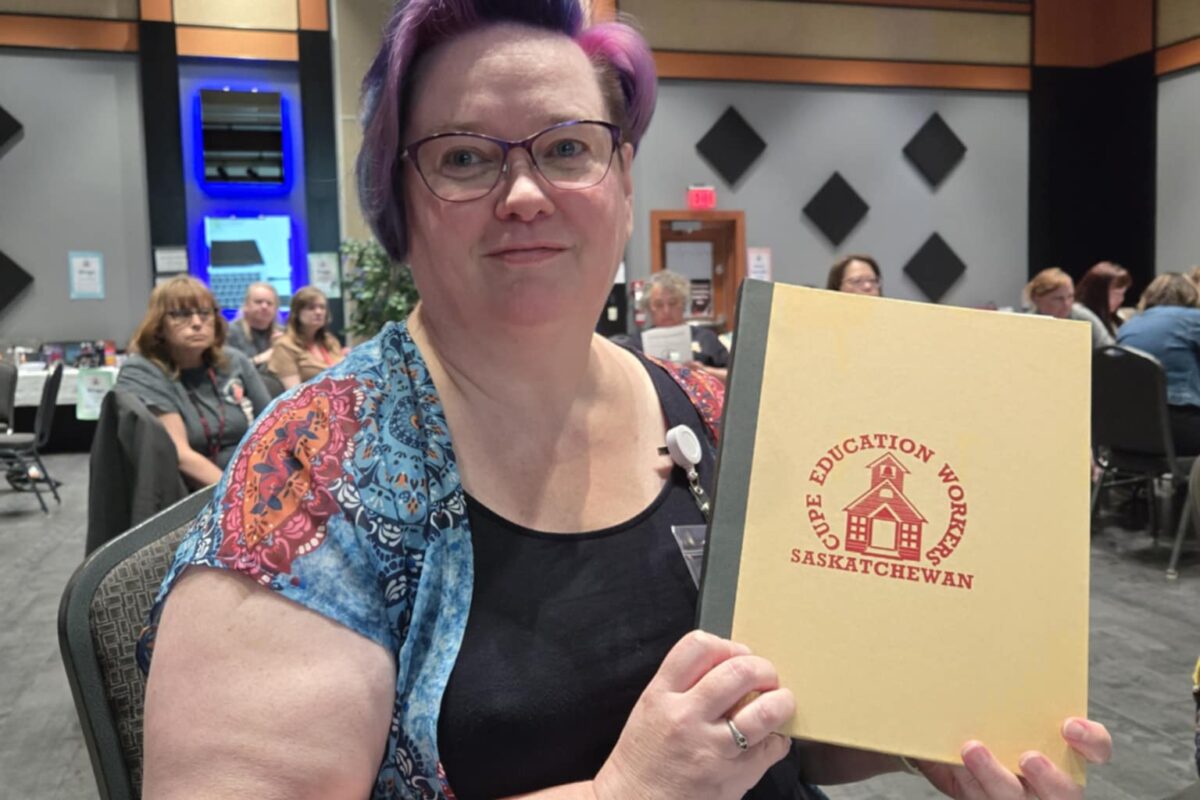 CUPE EDUCATION WORKERS
SASKATCHEWAN